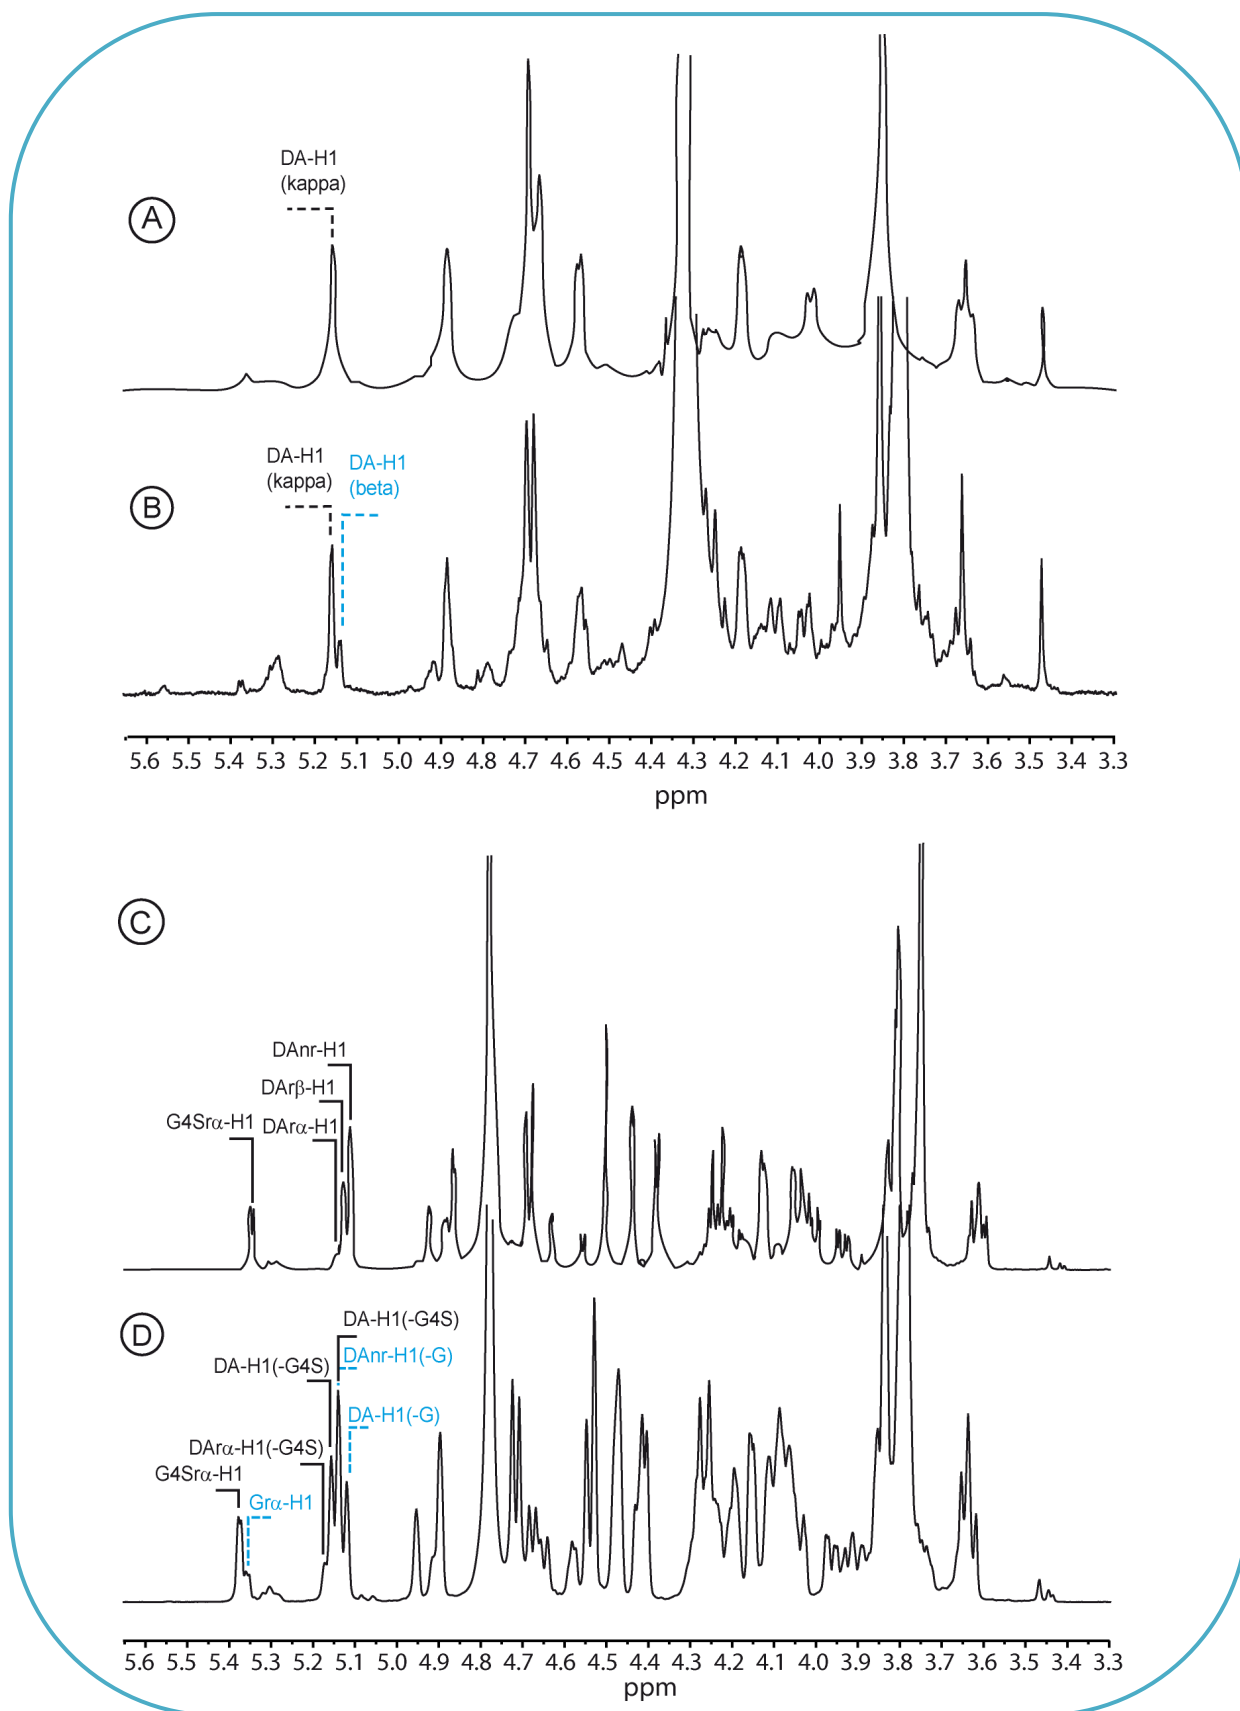 DA-H1
(kappa)
A
DA-H1
(kappa)
DA-H1
(beta)
B
5.6 5.5 5.4 5.3 5.2 5.1 5.0 4.9 4.8 4.7 4.6 4.5 4.4 4.3 4.2 4.1 4.0 3.9 3.8 3.7 3.6 3.5 3.4 3.3
ppm
C
DAnr-H1
DArβ-H1
G4Srα-H1
DArα-H1
D
DA-H1(-G4S)
DAnr-H1(-G)
DA-H1(-G4S)
DA-H1(-G)
DArα-H1(-G4S)
G4Srα-H1
Grα-H1
5.6 5.5 5.4 5.3 5.2 5.1 5.0 4.9 4.8 4.7 4.6 4.5 4.4 4.3 4.2 4.1 4.0 3.9 3.8 3.7 3.6 3.5 3.4 3.3
ppm